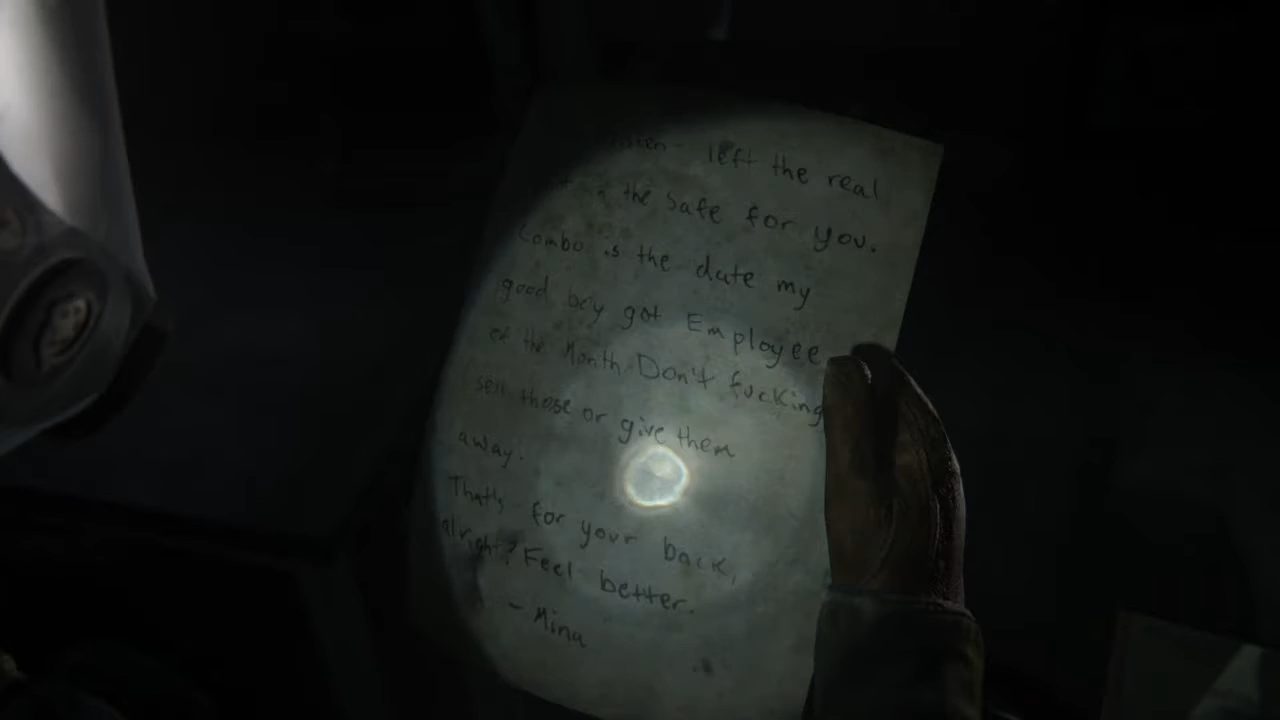 left the real
the safe for you.
Combo is the date my
good boy got Employee
of the Month. Don't fucking
sell those or give them
away.
That's for your back,
alright? Feel better.
- Mina